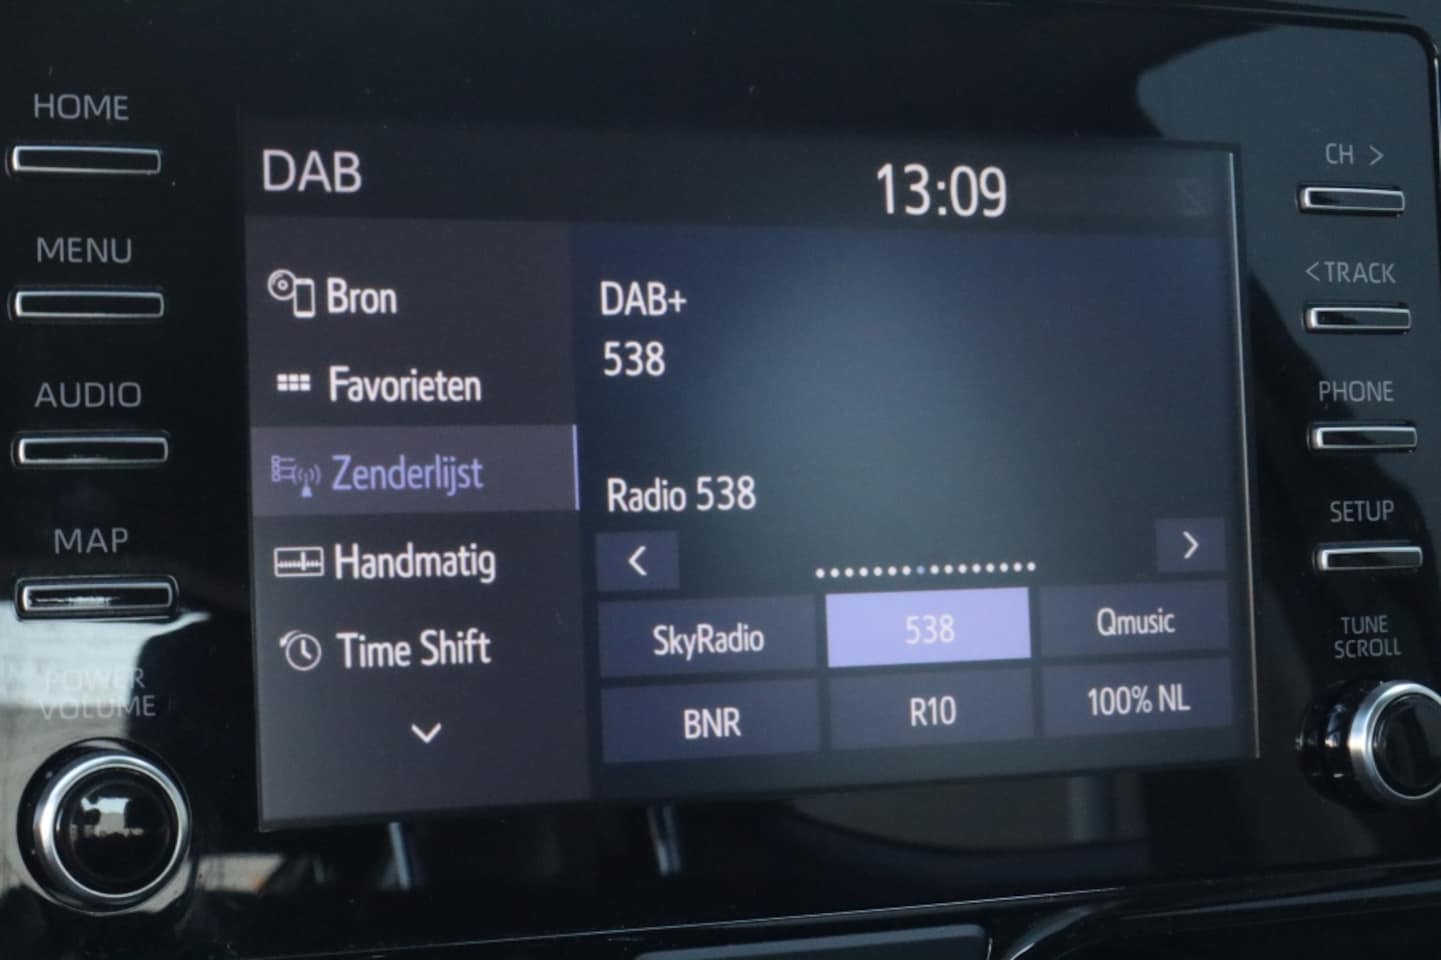 HOME
MENU
AUDIO
MAP
POWER
VOLUME
DAB
13:09
Bron
Favorieten
Zenderlijst
Handmatig
Time Shift
DAB+
538
Radio 538
<
>
SkyRadio
538
Qmusic
BNR
R10
100% NL
CH >
<TRACK
PHONE
SETUP
TUNE
SCROLL